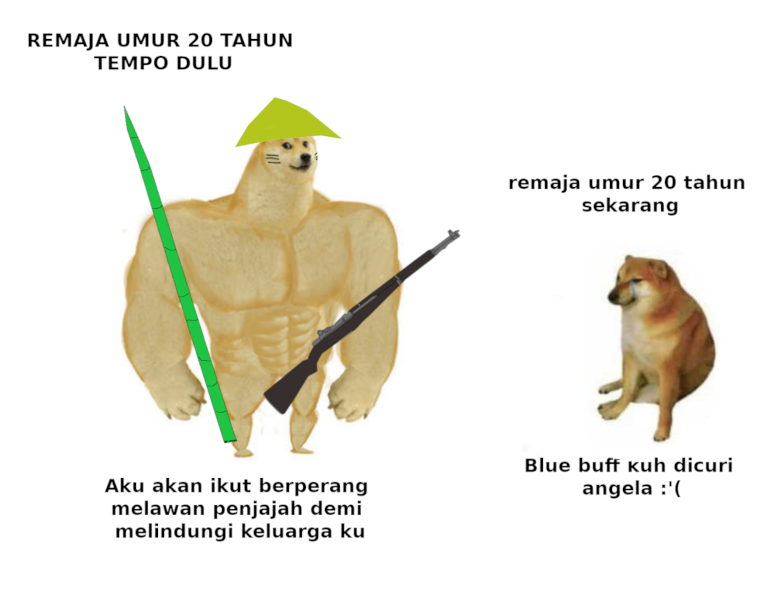 REMAJA UMUR 20 TAHUN
TEMPO DULU
remaja umur 20 tahun
sekarang
Aku akan ikut berperang
melawan penjajah demi
melindungi keluarga ku
Blue buff кuh dicuri
angela :'(